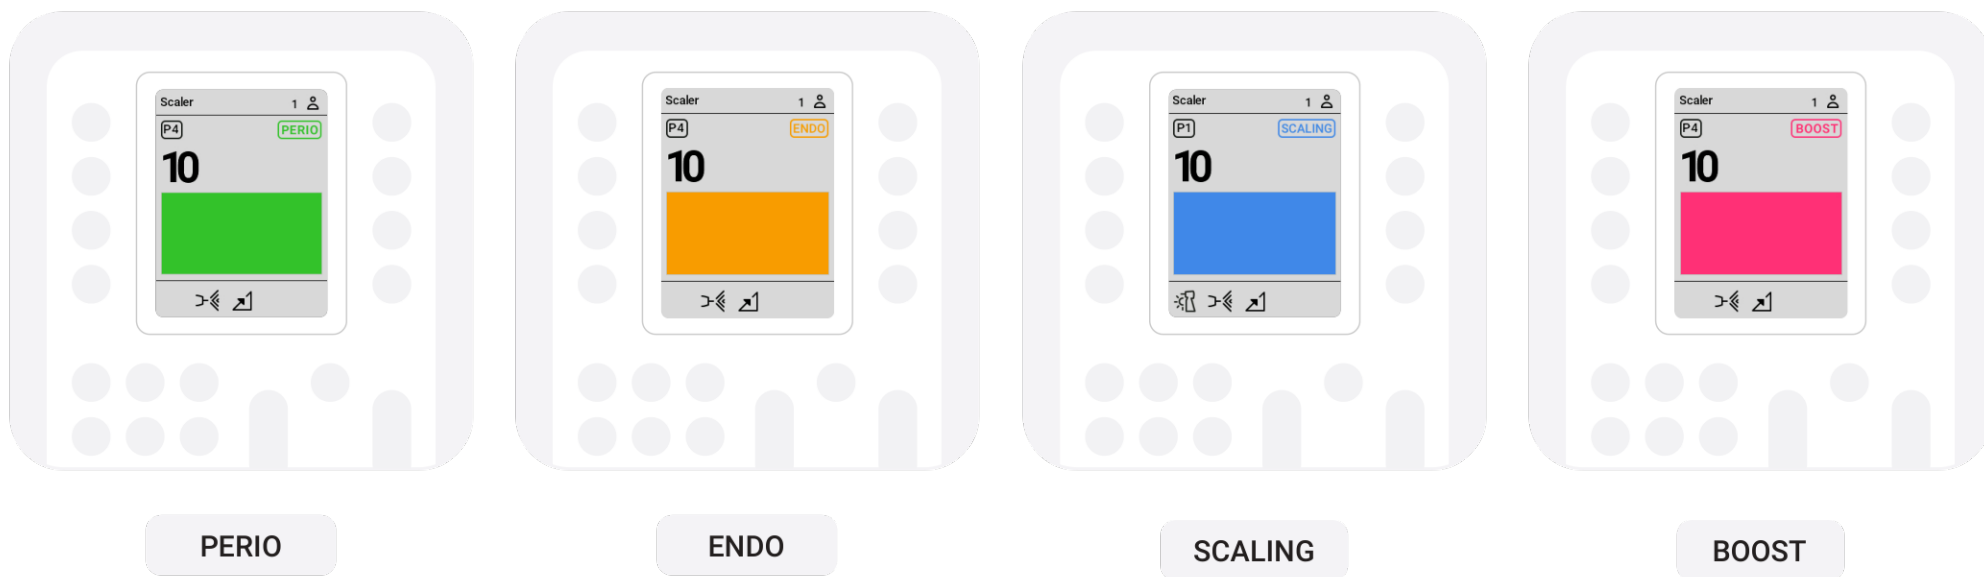 Scaler 1
P4 PERIO
10
Scaler 1
P4 ENDO
10
Scaler 1
P1 SCALING
10
Scaler 1
P4 BOOST
10
PERIO
ENDO
SCALING
BOOST